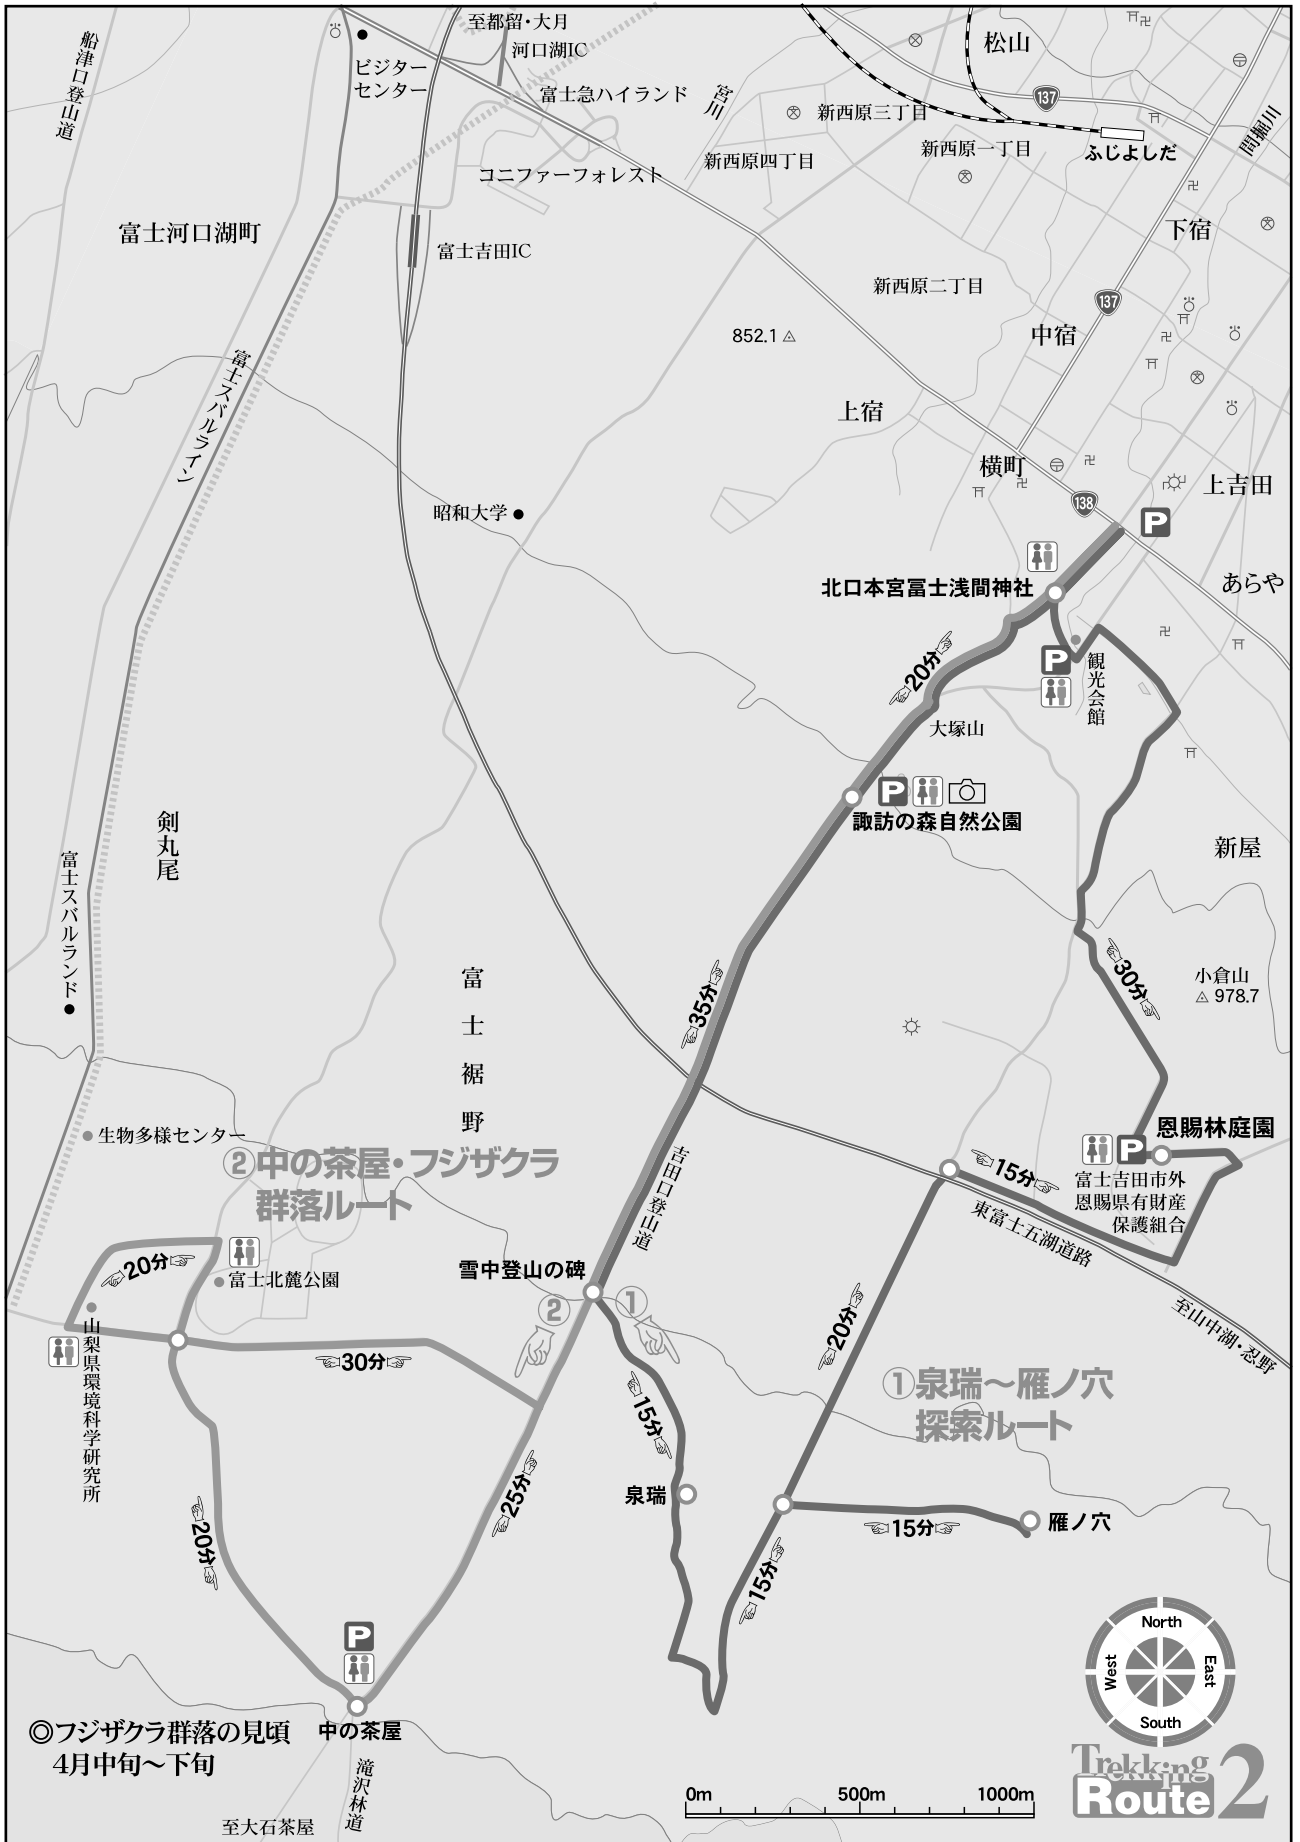 船津口登山道
ビジター
センター
至都留・大月
河口湖IC
富士急ハイランド
宮川
松山
137
新西原三丁目
新西原一丁目
新西原四丁目
ふじよしだ
間堀川
コニファーフォレスト
富士河口湖町
富士吉田IC
下宿
新西原二丁目
137
852.1
中宿
富士スバルライン
上宿
横町
上吉田
138
昭和大学
P
あらや
北口本宮冨士浅間神社
20分
P
観光会館
大塚山
P
諏訪の森自然公園
新屋
剣丸尾
富士スバルランド
富士裾野
35分
30分
小倉山
978.7
生物多様センター
②中の茶屋・フジザクラ
群落ルート
吉田口登山道
恩賜林庭園
P
15分
富士吉田市外
恩賜県有財産
保護組合
東富士五湖道路
至山中湖・忍野
20分
富士北麓公園
雪中登山の碑
②
①
山梨県環境科学研究所
30分
20分
15分
①泉瑞〜雁ノ穴
探索ルート
25分
泉瑞
20分
15分
雁ノ穴
15分
P
中の茶屋
◎フジザクラ群落の見頃
4月中旬〜下旬
滝沢林道
至大石茶屋
North
West
East
South
0m
500m
1000m
Trekking
Route 2